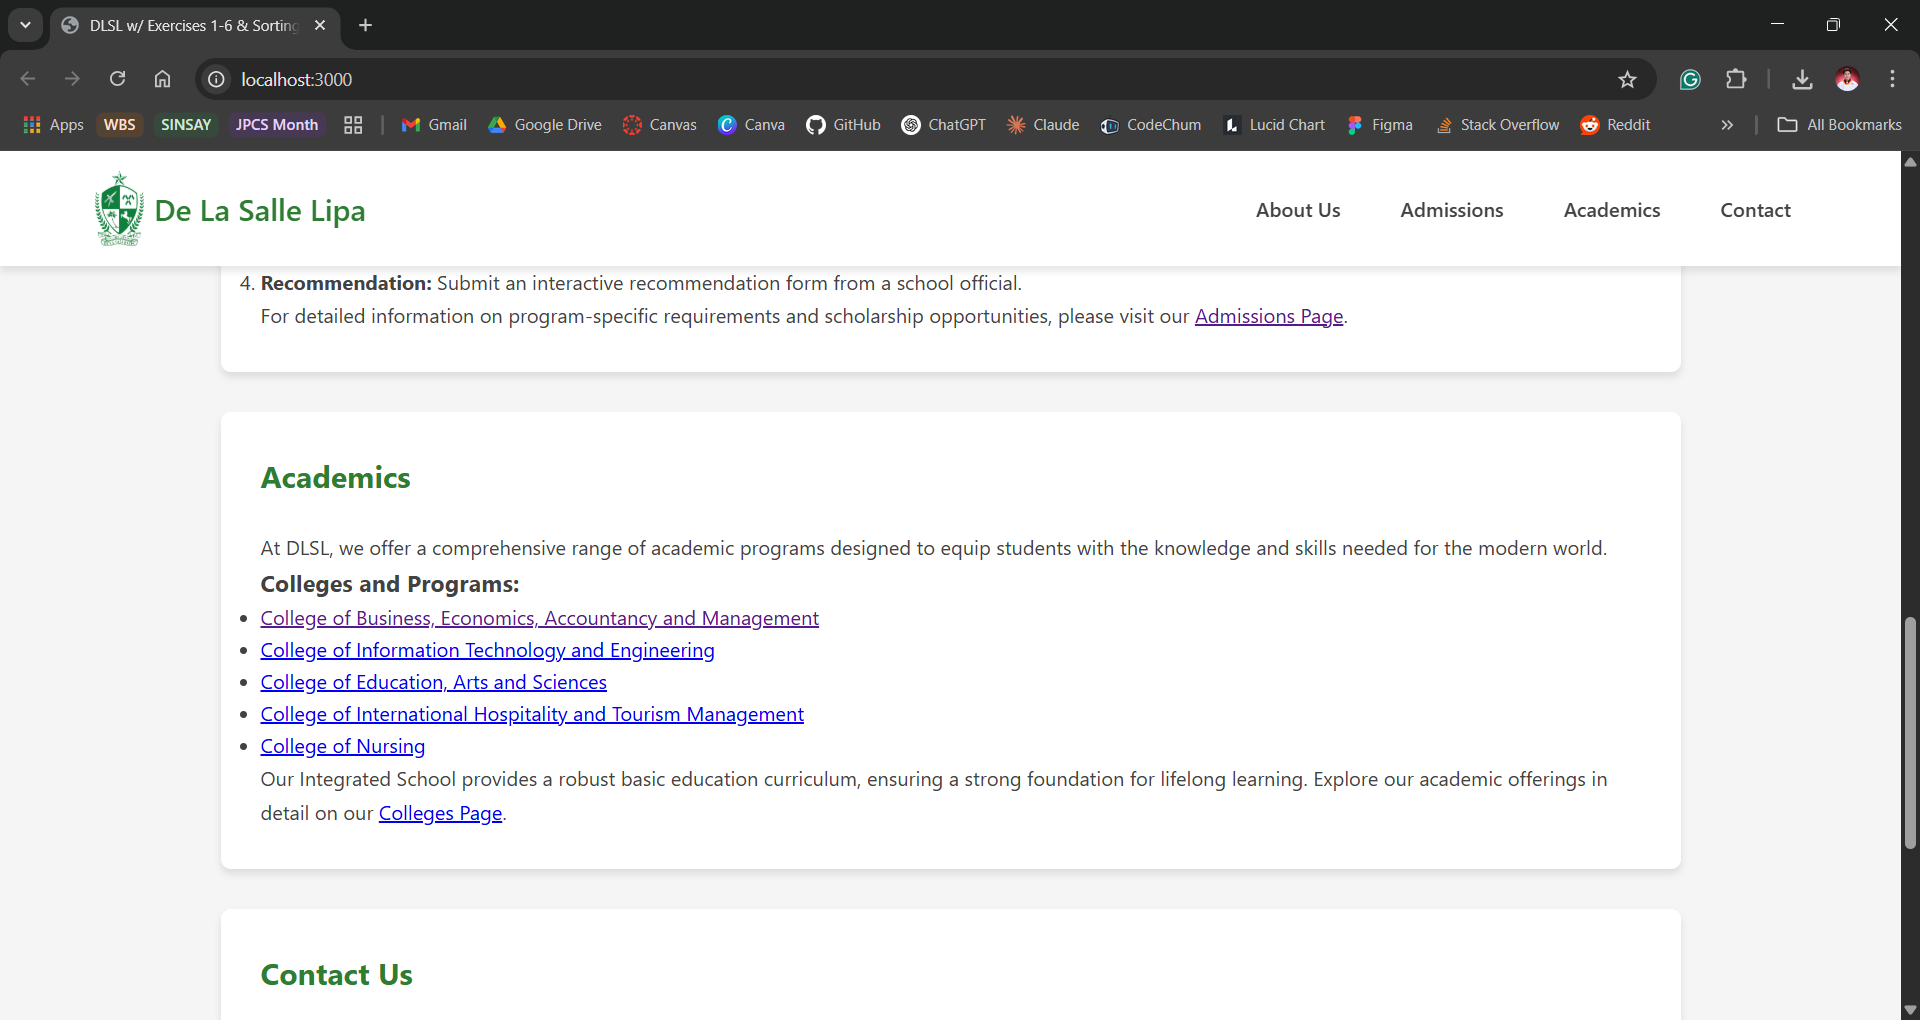 DLSL w/ Exercises 1-6 & Sorting
localhost:3000
Apps WBS SINSAY JPCS Month Gmail Google Drive Canvas Canva GitHub ChatGPT Claude CodeChum Lucid Chart Figma Stack Overflow Reddit All Bookmarks
De La Salle Lipa About Us Admissions Academics Contact
4. Recommendation: Submit an interactive recommendation form from a school official.
For detailed information on program-specific requirements and scholarship opportunities, please visit our Admissions Page.
Academics
At DLSL, we offer a comprehensive range of academic programs designed to equip students with the knowledge and skills needed for the modern world.
Colleges and Programs:
• College of Business, Economics, Accountancy and Management
• College of Information Technology and Engineering
• College of Education, Arts and Sciences
• College of International Hospitality and Tourism Management
• College of Nursing
Our Integrated School provides a robust basic education curriculum, ensuring a strong foundation for lifelong learning. Explore our academic offerings in
detail on our Colleges Page.
Contact Us